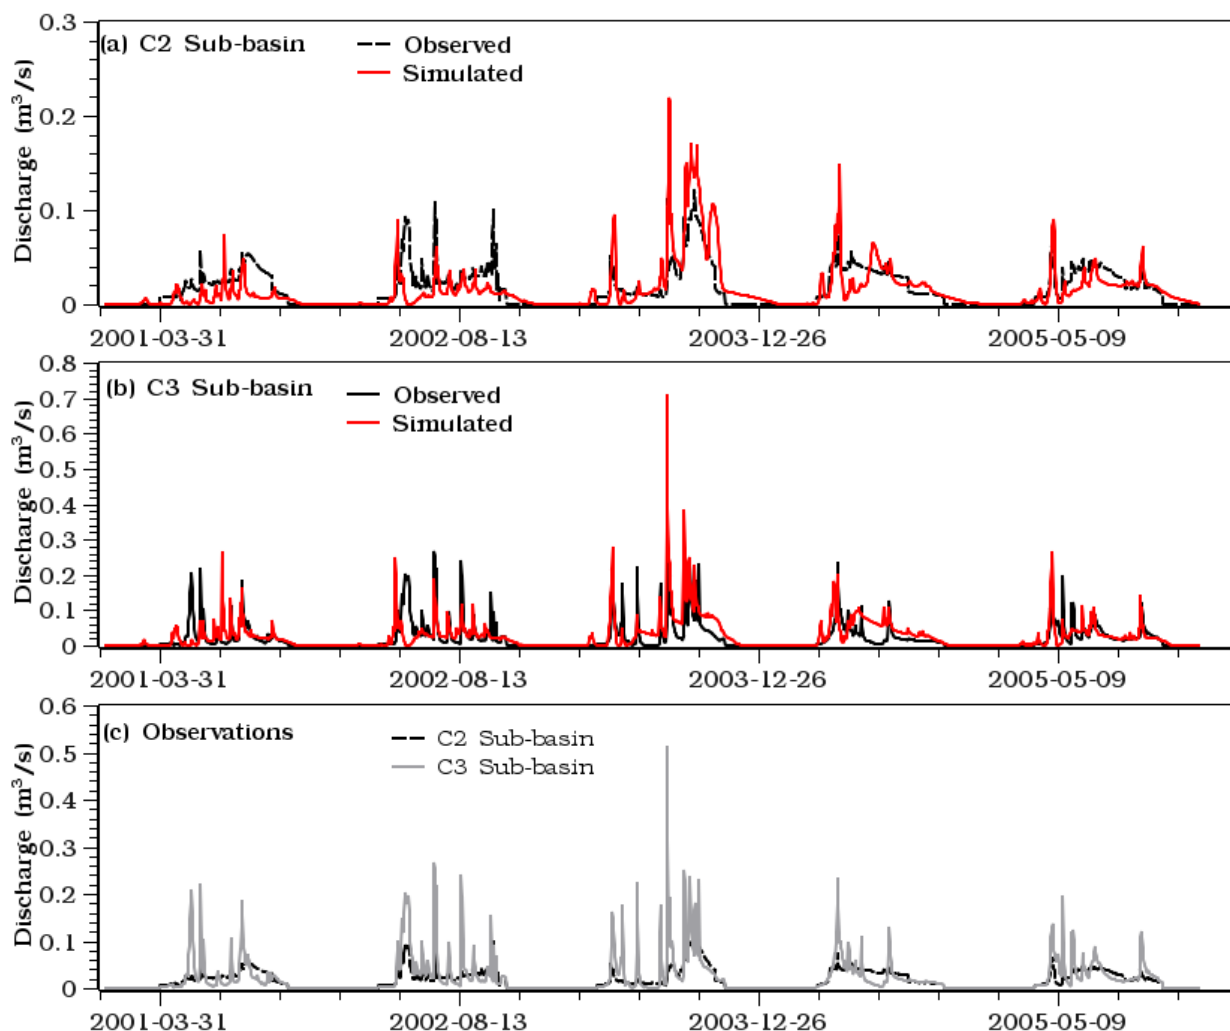 0.3
(a) C2 Sub-basin
Observed
Simulated
0.2
0.1
0
Discharge (m³/s)
2001-03-31 2002-08-13 2003-12-26 2005-05-09
0.8
(b) C3 Sub-basin
Observed
Simulated
0.7
0.6
0.5
0.4
0.3
0.2
0.1
0
Discharge (m³/s)
2001-03-31 2002-08-13 2003-12-26 2005-05-09
0.6
(c) Observations
C2 Sub-basin
C3 Sub-basin
0.5
0.4
0.3
0.2
0.1
0
Discharge (m³/s)
2001-03-31 2002-08-13 2003-12-26 2005-05-09